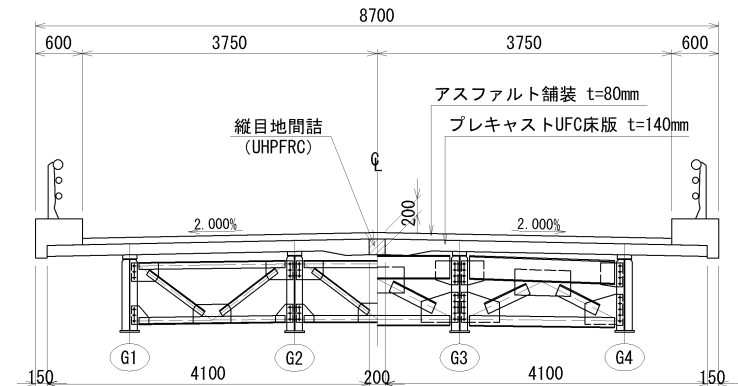 8700
600 3750 3750 600
アスファルト舗装 t=80mm
縦目地間詰 プレキャストUFC床版 t=140mm
(UHPFRC)
CL
200
2.000% 2.000%
G1 G2 G3 G4
150 4100 200 4100 150